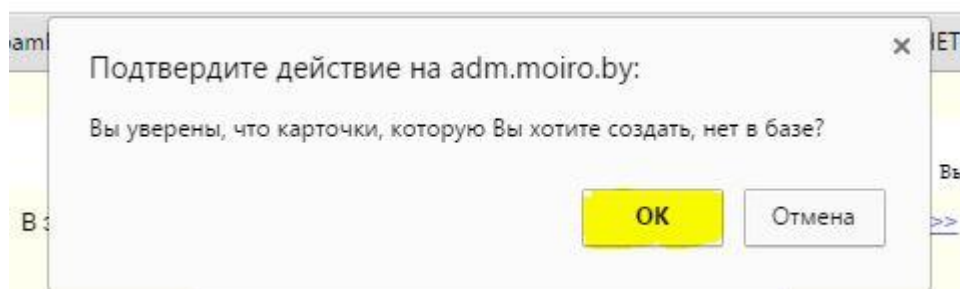 Подтвердите действие на adm.moiro.by:
Вы уверены, что карточки, которую Вы хотите создать, нет в базе?
OK Отмена
>>